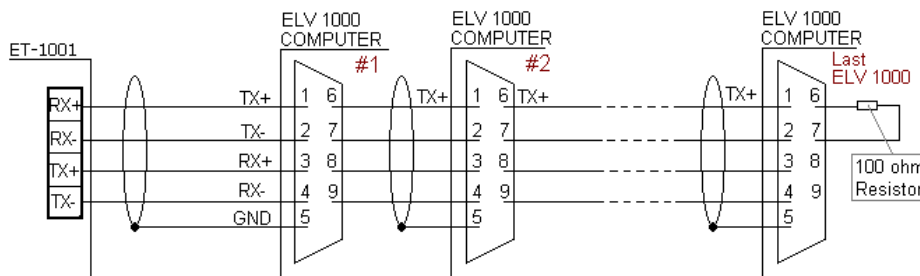 ET-1001
RX+
RX-
TX+
TX-
TX+
TX-
RX+
RX-
GND
ELV 1000
COMPUTER
#1
1 6
2 7
3 8
4 9
5
TX+
ELV 1000
COMPUTER
#2
1 6
2 7
3 8
4 9
5
TX+
TX+
ELV 1000
COMPUTER
Last
ELV 1000
1 6
2 7
3 8
4 9
5
100 ohm
Resistor